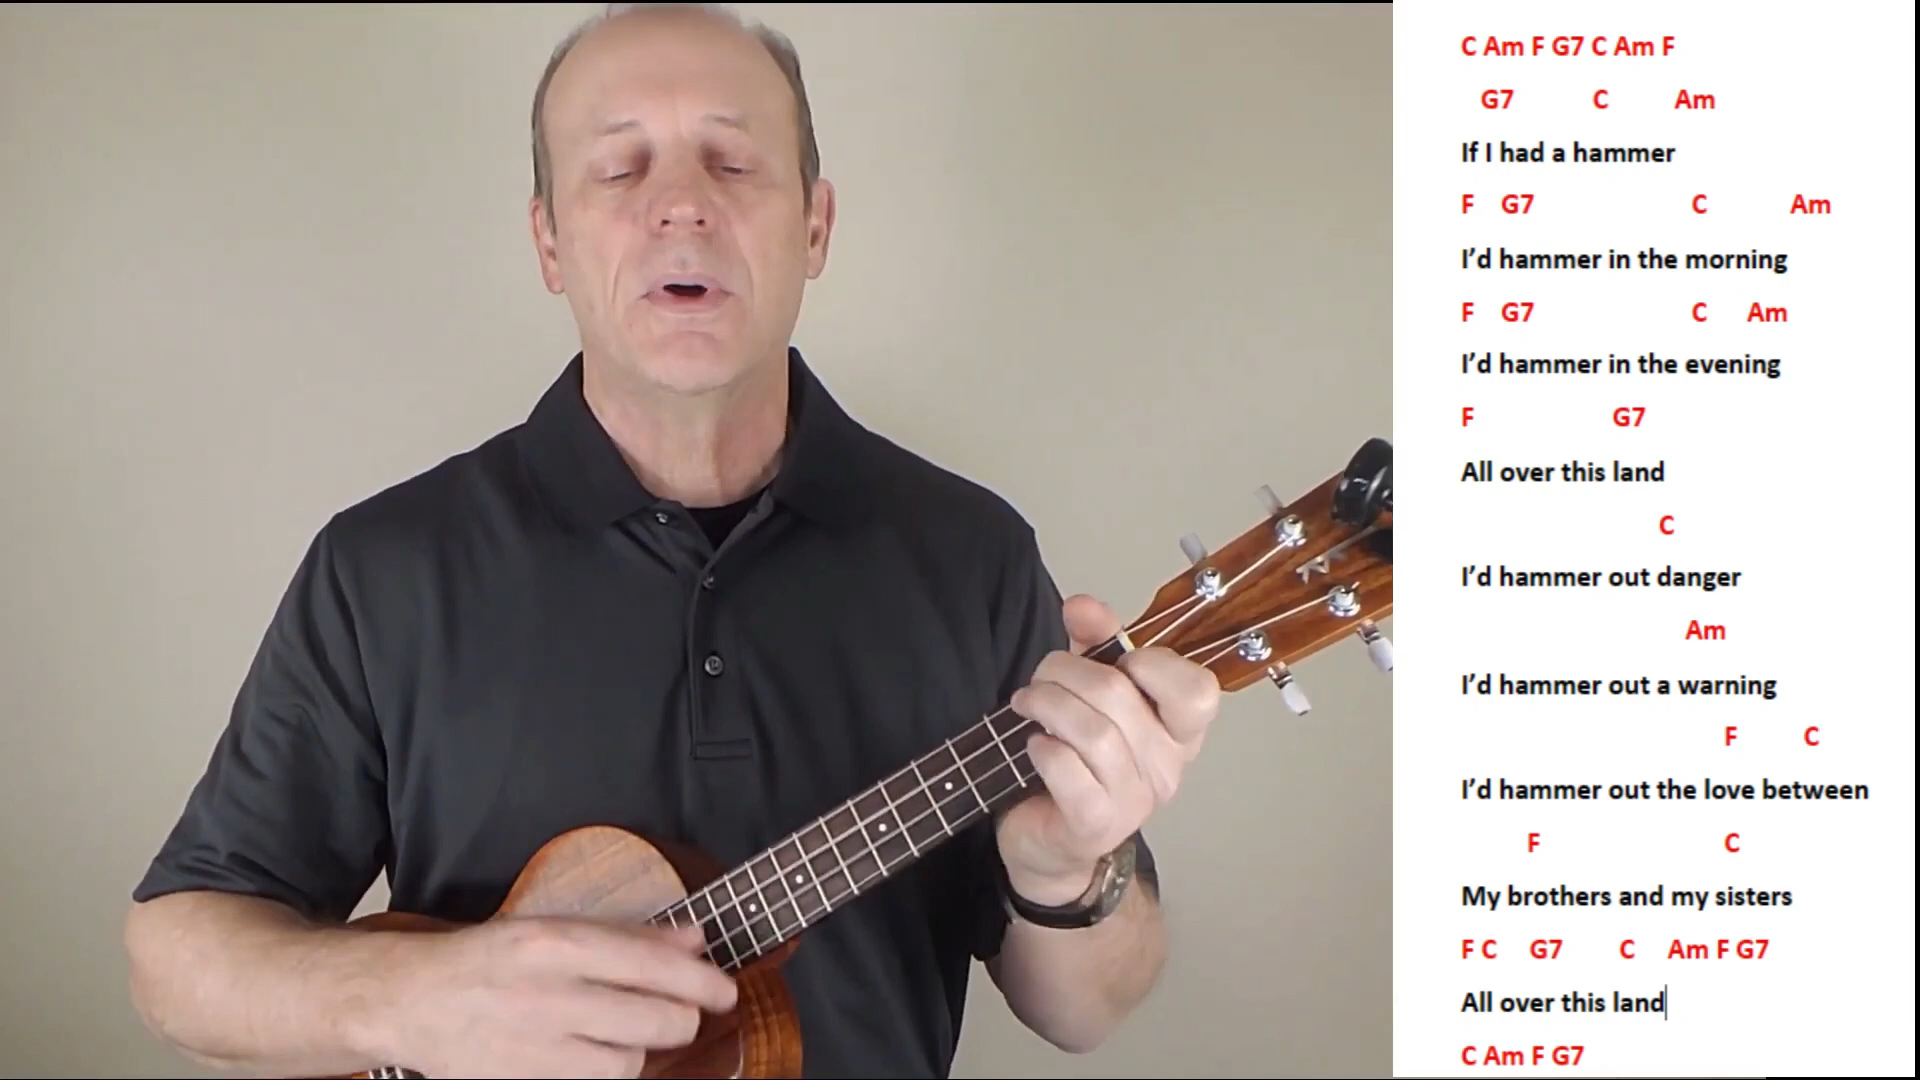 C Am F G7 C Am F
G7 C Am
If I had a hammer
F G7 C Am
I’d hammer in the morning
F G7 C Am
I’d hammer in the evening
F G7
All over this land
C
I’d hammer out danger
Am
I’d hammer out a warning
F C
I’d hammer out the love between
F C
My brothers and my sisters
F C G7 C Am F G7
All over this land
C Am F G7